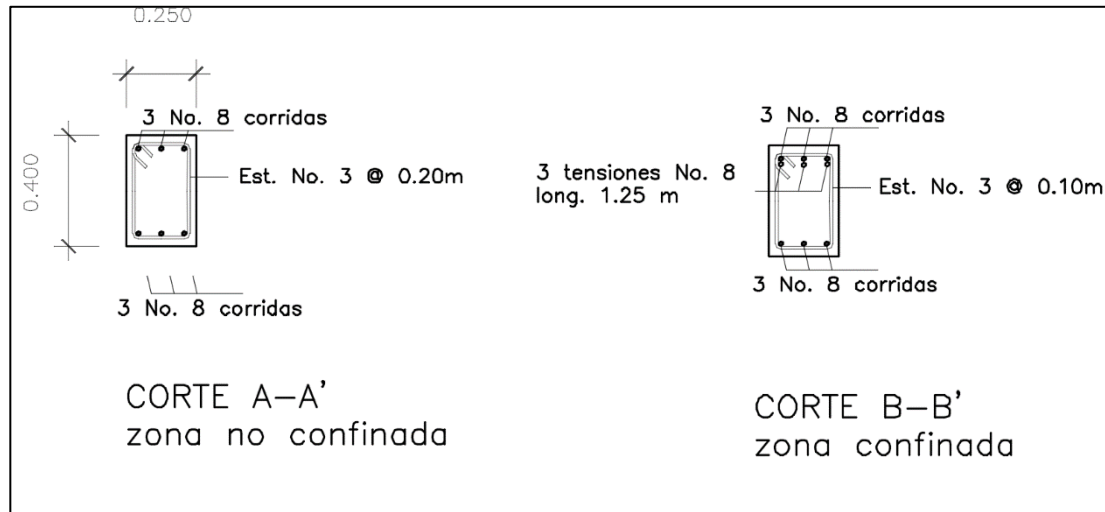 0.250
3 No. 8 corridas
0.400
Est. No. 3 @ 0.20m
3 No. 8 corridas
CORTE A-A'
zona no confinada
3 No. 8 corridas
3 tensiones No. 8
long. 1.25 m
Est. No. 3 @ 0.10m
3 No. 8 corridas
CORTE B-B'
zona confinada